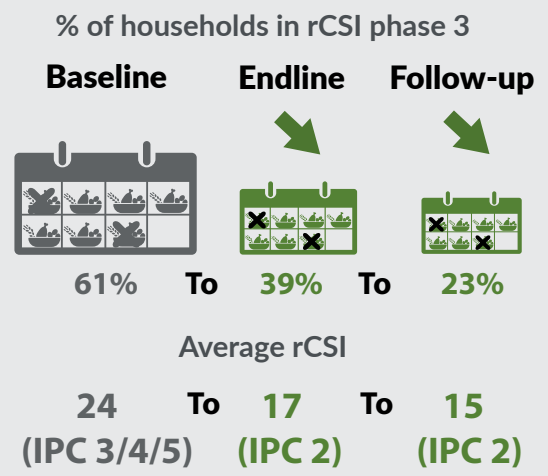 % of households in rCSI phase 3
Baseline Endline Follow-up
61% To 39% To 23%
Average rCSI
24 To 17 To 15
(IPC 3/4/5) (IPC 2) (IPC 2)